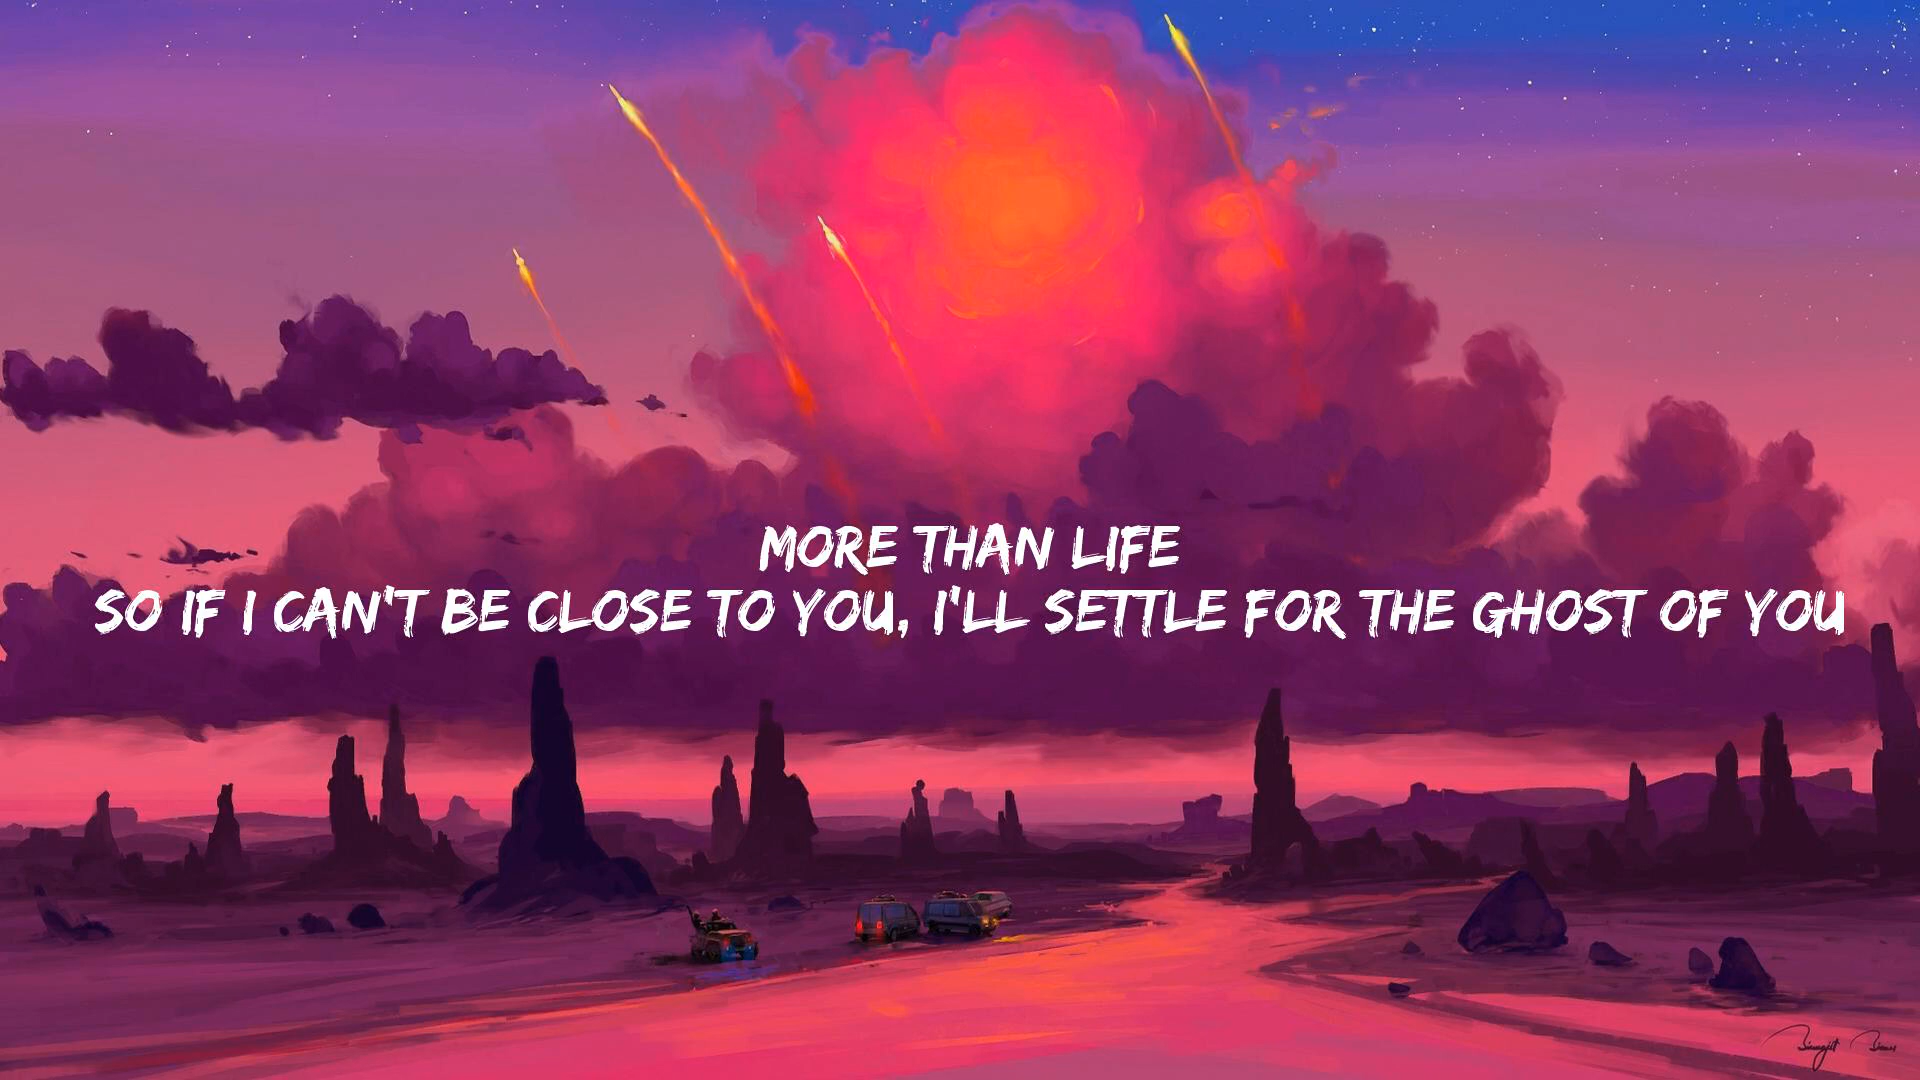 MORE THAN LIFE
SO IF I CAN'T BE CLOSE TO YOU, I'LL SETTLE FOR THE GHOST OF YOU